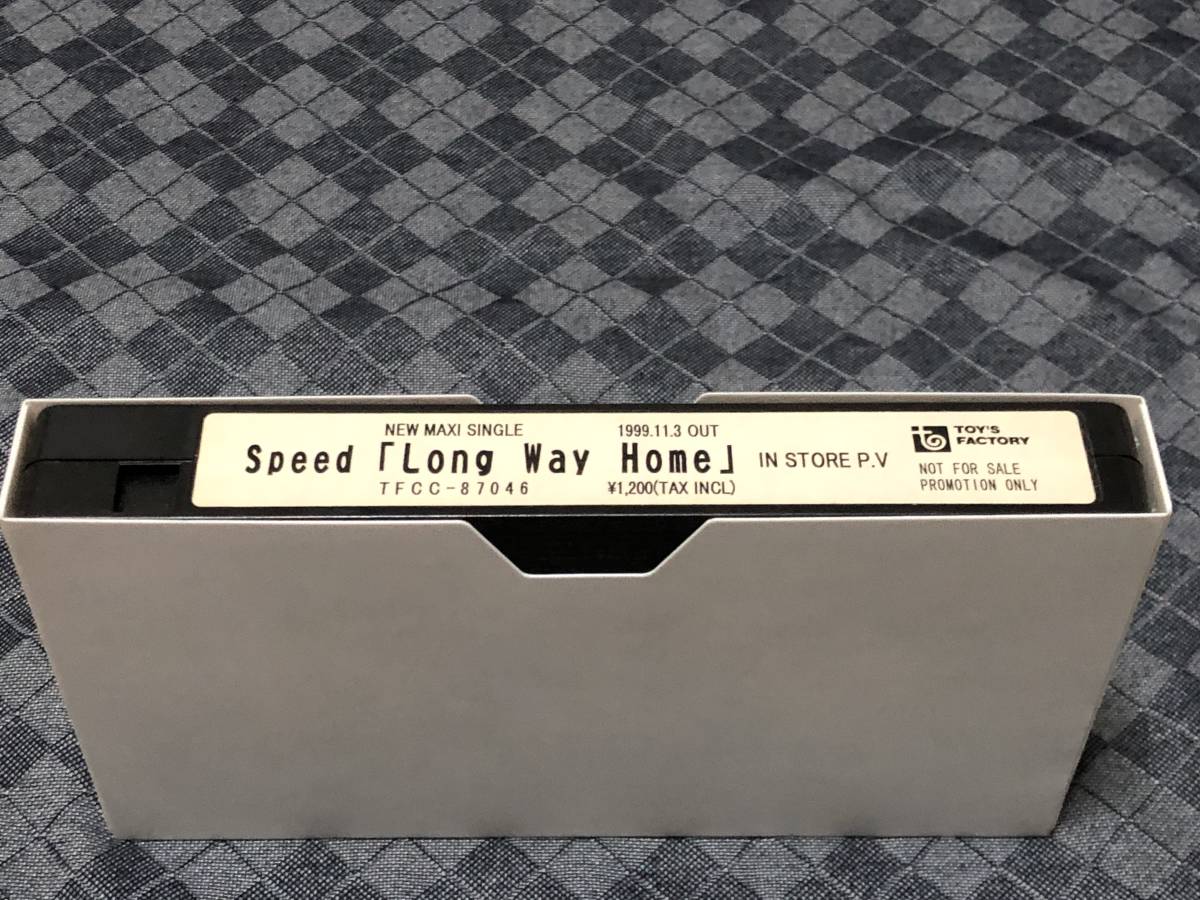 NEW MAXI SINGLE 1999.11.3 OUT
Speed「Long Way Home」 IN STORE P.V
TFCC-87046 ¥1,200(TAX INCL)
TOY'S
FACTORY
NOT FOR SALE
PROMOTION ONLY